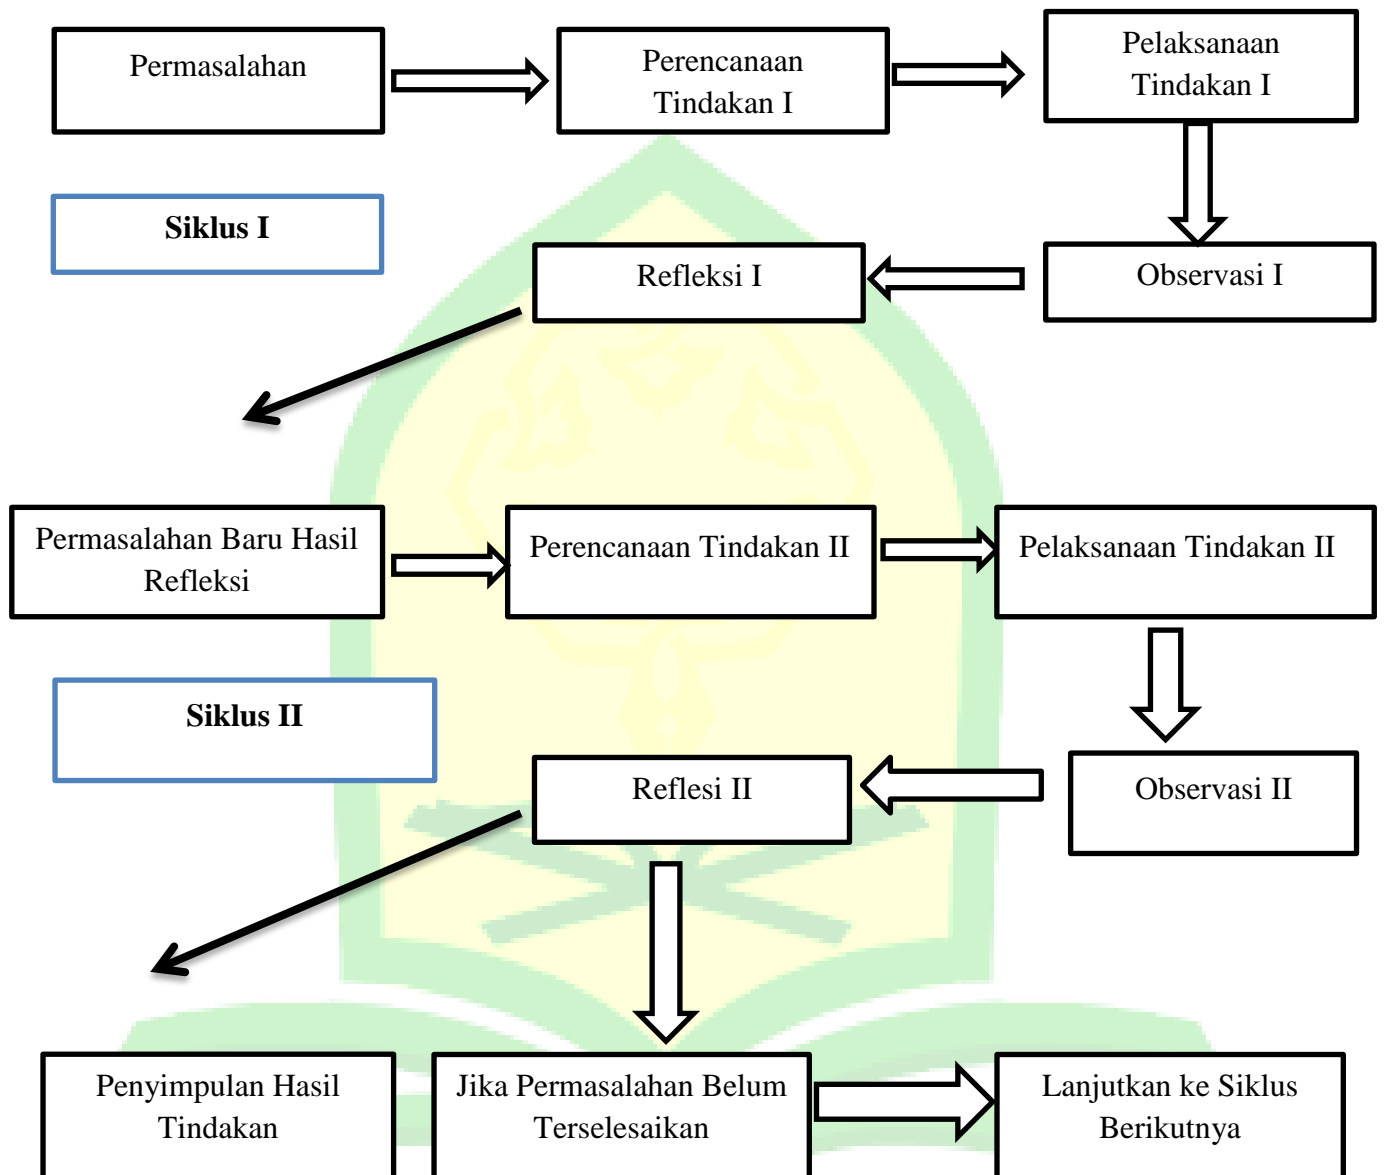 Permasalahan
Perencanaan
Tindakan I
Pelaksanaan
Tindakan I
Siklus I
Refleksi I
Observasi I
Permasalahan Baru Hasil
Refleksi
Perencanaan Tindakan II
Pelaksanaan Tindakan II
Siklus II
Reflesi II
Observasi II
Penyimpulan Hasil
Tindakan
Jika Permasalahan Belum
Terselesaikan
Lanjutkan ke Siklus
Berikutnya